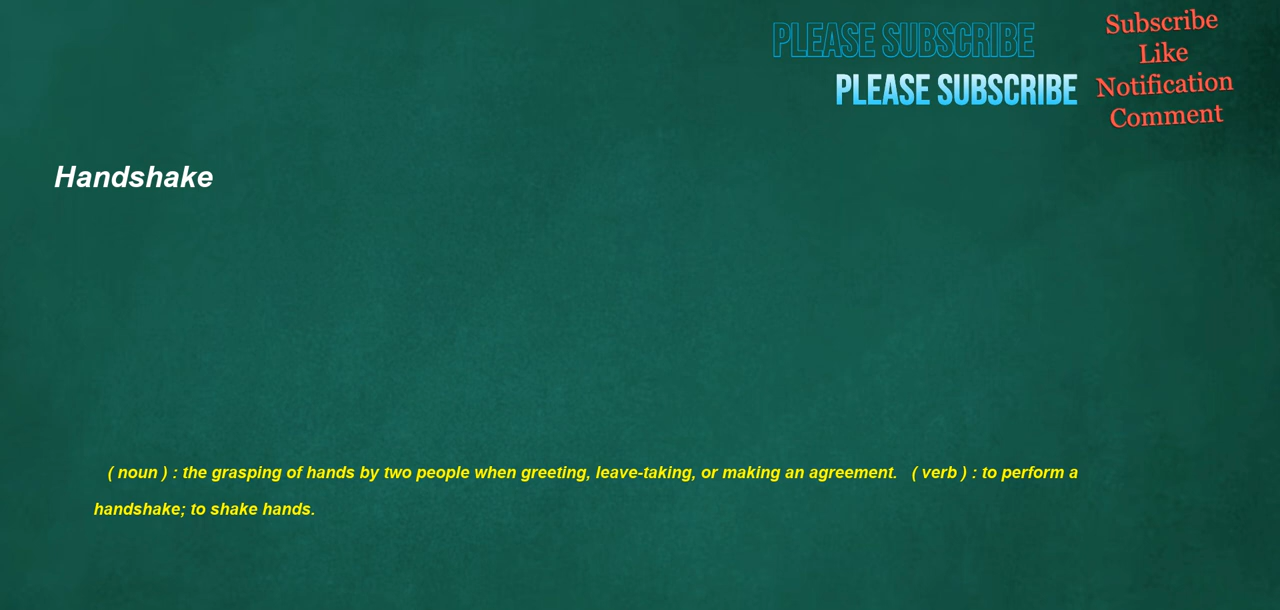 PLEASE SUBSCRIBE
PLEASE SUBSCRIBE
Subscribe
Like
Notification
Comment
Handshake
( noun ) : the grasping of hands by two people when greeting, leave-taking, or making an agreement. ( verb ) : to perform a
handshake; to shake hands.